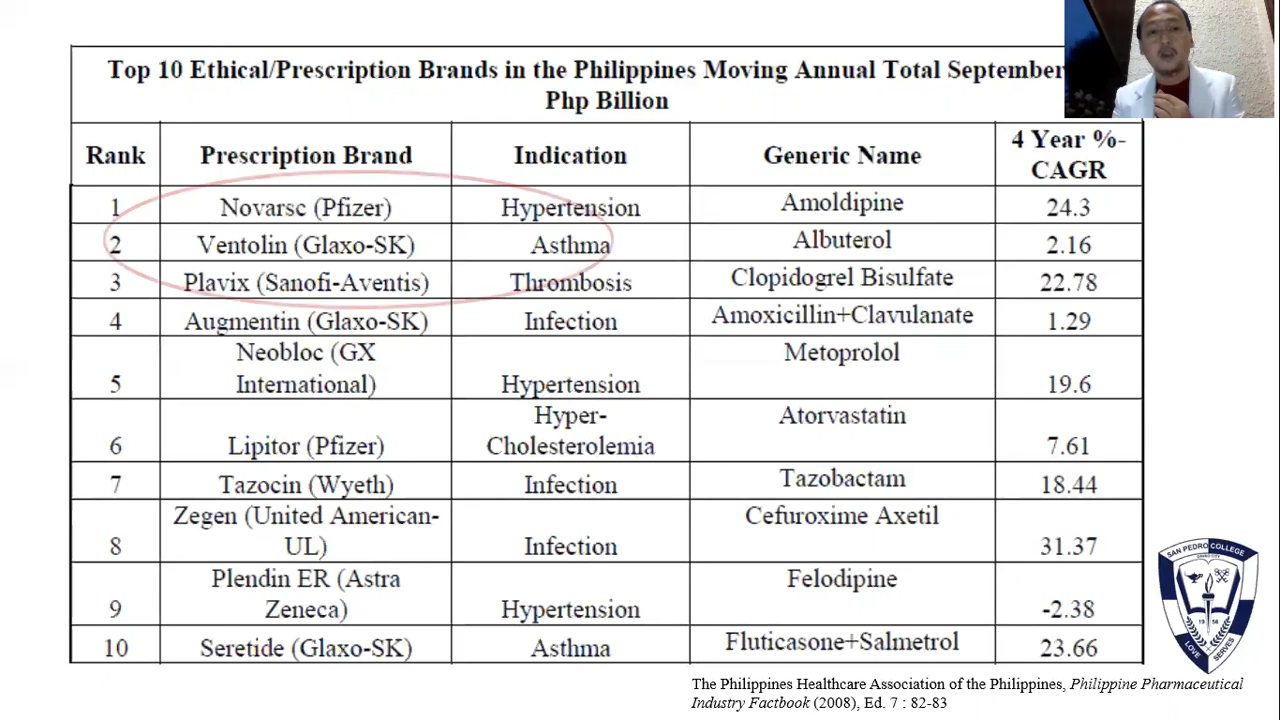 Top 10 Ethical/Prescription Brands in the Philippines Moving Annual Total September
Php Billion
Rank Prescription Brand Indication Generic Name 4 Year %-
CAGR
1 Novarsc (Pfizer) Hypertension Amoldipine 24.3
2 Ventolin (Glaxo-SK) Asthma Albuterol 2.16
3 Plavix (Sanofi-Aventis) Thrombosis Clopidogrel Bisulfate 22.78
4 Augmentin (Glaxo-SK) Infection Amoxicillin+Clavulanate 1.29
Neobloc (GX Metoprolol
5 International) Hypertension 19.6
Hyper- Atorvastatin
6 Lipitor (Pfizer) Cholesterolemia 7.61
7 Tazocin (Wyeth) Infection Tazobactam 18.44
Zegen (United American- Cefuroxime Axetil
8 UL) Infection 31.37
Plendin ER (Astra Felodipine
9 Zeneca) Hypertension -2.38
10 Seretide (Glaxo-SK) Asthma Fluticasone+Salmetrol 23.66
SAN PEDRO COLLEGE
DAVAO CITY
19 56
LOVE SERVES
The Philippines Healthcare Association of the Philippines, Philippine Pharmaceutical
Industry Factbook (2008), Ed. 7 : 82-83